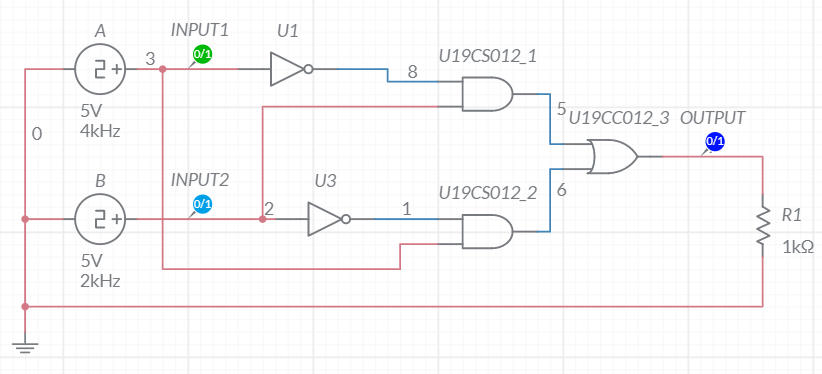 A
INPUT1
U1
3
0/1
U19CS012_1
8
5V
4kHz
0
5
U19CC012_3
OUTPUT
0/1
B
INPUT2
U3
U19CS012_2
0/1
2
1
6
R1
1kΩ
5V
2kHz